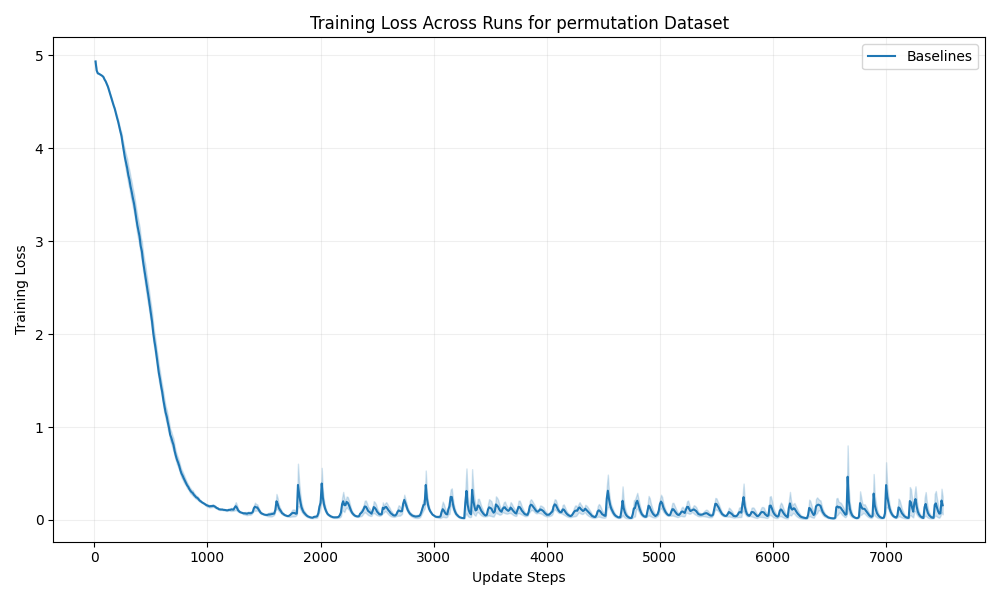 Training Loss Across Runs for permutation Dataset
Baselines
Training Loss
5
4
3
2
1
0
0 1000 2000 3000 4000 5000 6000 7000
Update Steps